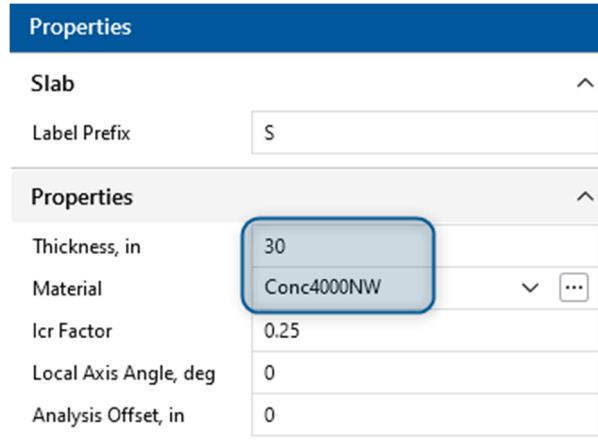 Properties
Slab
Label Prefix S
Properties
Thickness, in 30
Material Conc4000NW ...
Icr Factor 0.25
Local Axis Angle, deg 0
Analysis Offset, in 0